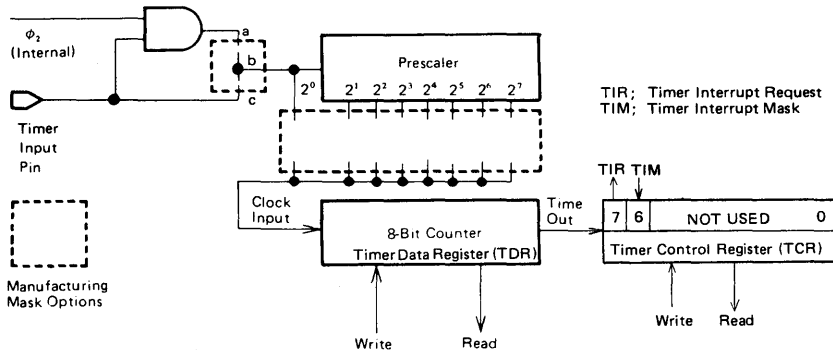 φ₂
(Internal)
a
b
c
Timer
Input
Pin
Manufacturing
Mask Options
Prescaler
2⁰ 2¹ 2² 2³ 2⁴ 2⁵ 2⁶ 2⁷
TIR; Timer Interrupt Request
TIM; Timer Interrupt Mask
Clock
Input
8-Bit Counter
Timer Data Register (TDR)
Write Read
Time
Out
TIR TIM
7 6 NOT USED 0
Timer Control Register (TCR)
Write Read